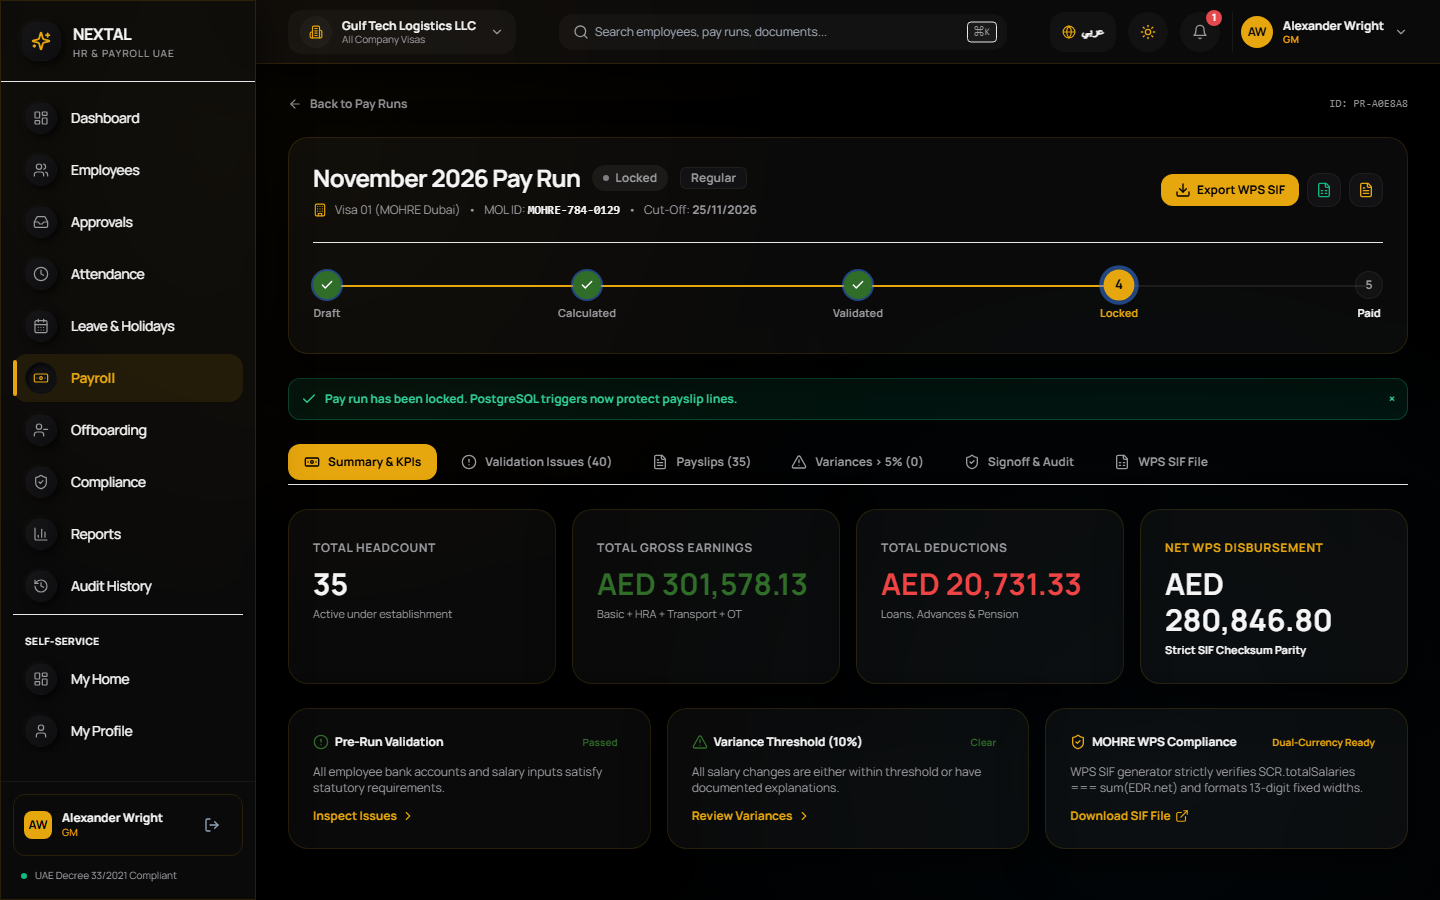 NEXTAL
HR & PAYROLL UAE
Dashboard
Employees
Approvals
Attendance
Leave & Holidays
Payroll
Offboarding
Compliance
Reports
Audit History
SELF-SERVICE
My Home
My Profile
AW
Alexander Wright
GM
UAE Decree 33/2021 Compliant
Gulf Tech Logistics LLC
All Company Visas
Search employees, pay runs, documents...
⌘K
عربي
1
AW
Alexander Wright
GM
Back to Pay Runs
ID: PR-A0E8A8
November 2026 Pay Run
Locked
Regular
Visa 01 (MOHRE Dubai) • MOL ID: MOHRE-784-0129 • Cut-Off: 25/11/2026
Export WPS SIF
4
5
Draft
Calculated
Validated
Locked
Paid
Pay run has been locked. PostgreSQL triggers now protect payslip lines.
×
Summary & KPIs
Validation Issues (40)
Payslips (35)
Variances > 5% (0)
Signoff & Audit
WPS SIF File
TOTAL HEADCOUNT
35
Active under establishment
TOTAL GROSS EARNINGS
AED 301,578.13
Basic + HRA + Transport + OT
TOTAL DEDUCTIONS
AED 20,731.33
Loans, Advances & Pension
NET WPS DISBURSEMENT
AED
280,846.80
Strict SIF Checksum Parity
Pre-Run Validation
Passed
All employee bank accounts and salary inputs satisfy
statutory requirements.
Inspect Issues
Variance Threshold (10%)
Clear
All salary changes are either within threshold or have
documented explanations.
Review Variances
MOHRE WPS Compliance
Dual-Currency Ready
WPS SIF generator strictly verifies SCR.totalSalaries
=== sum(EDR.net) and formats 13-digit fixed widths.
Download SIF File